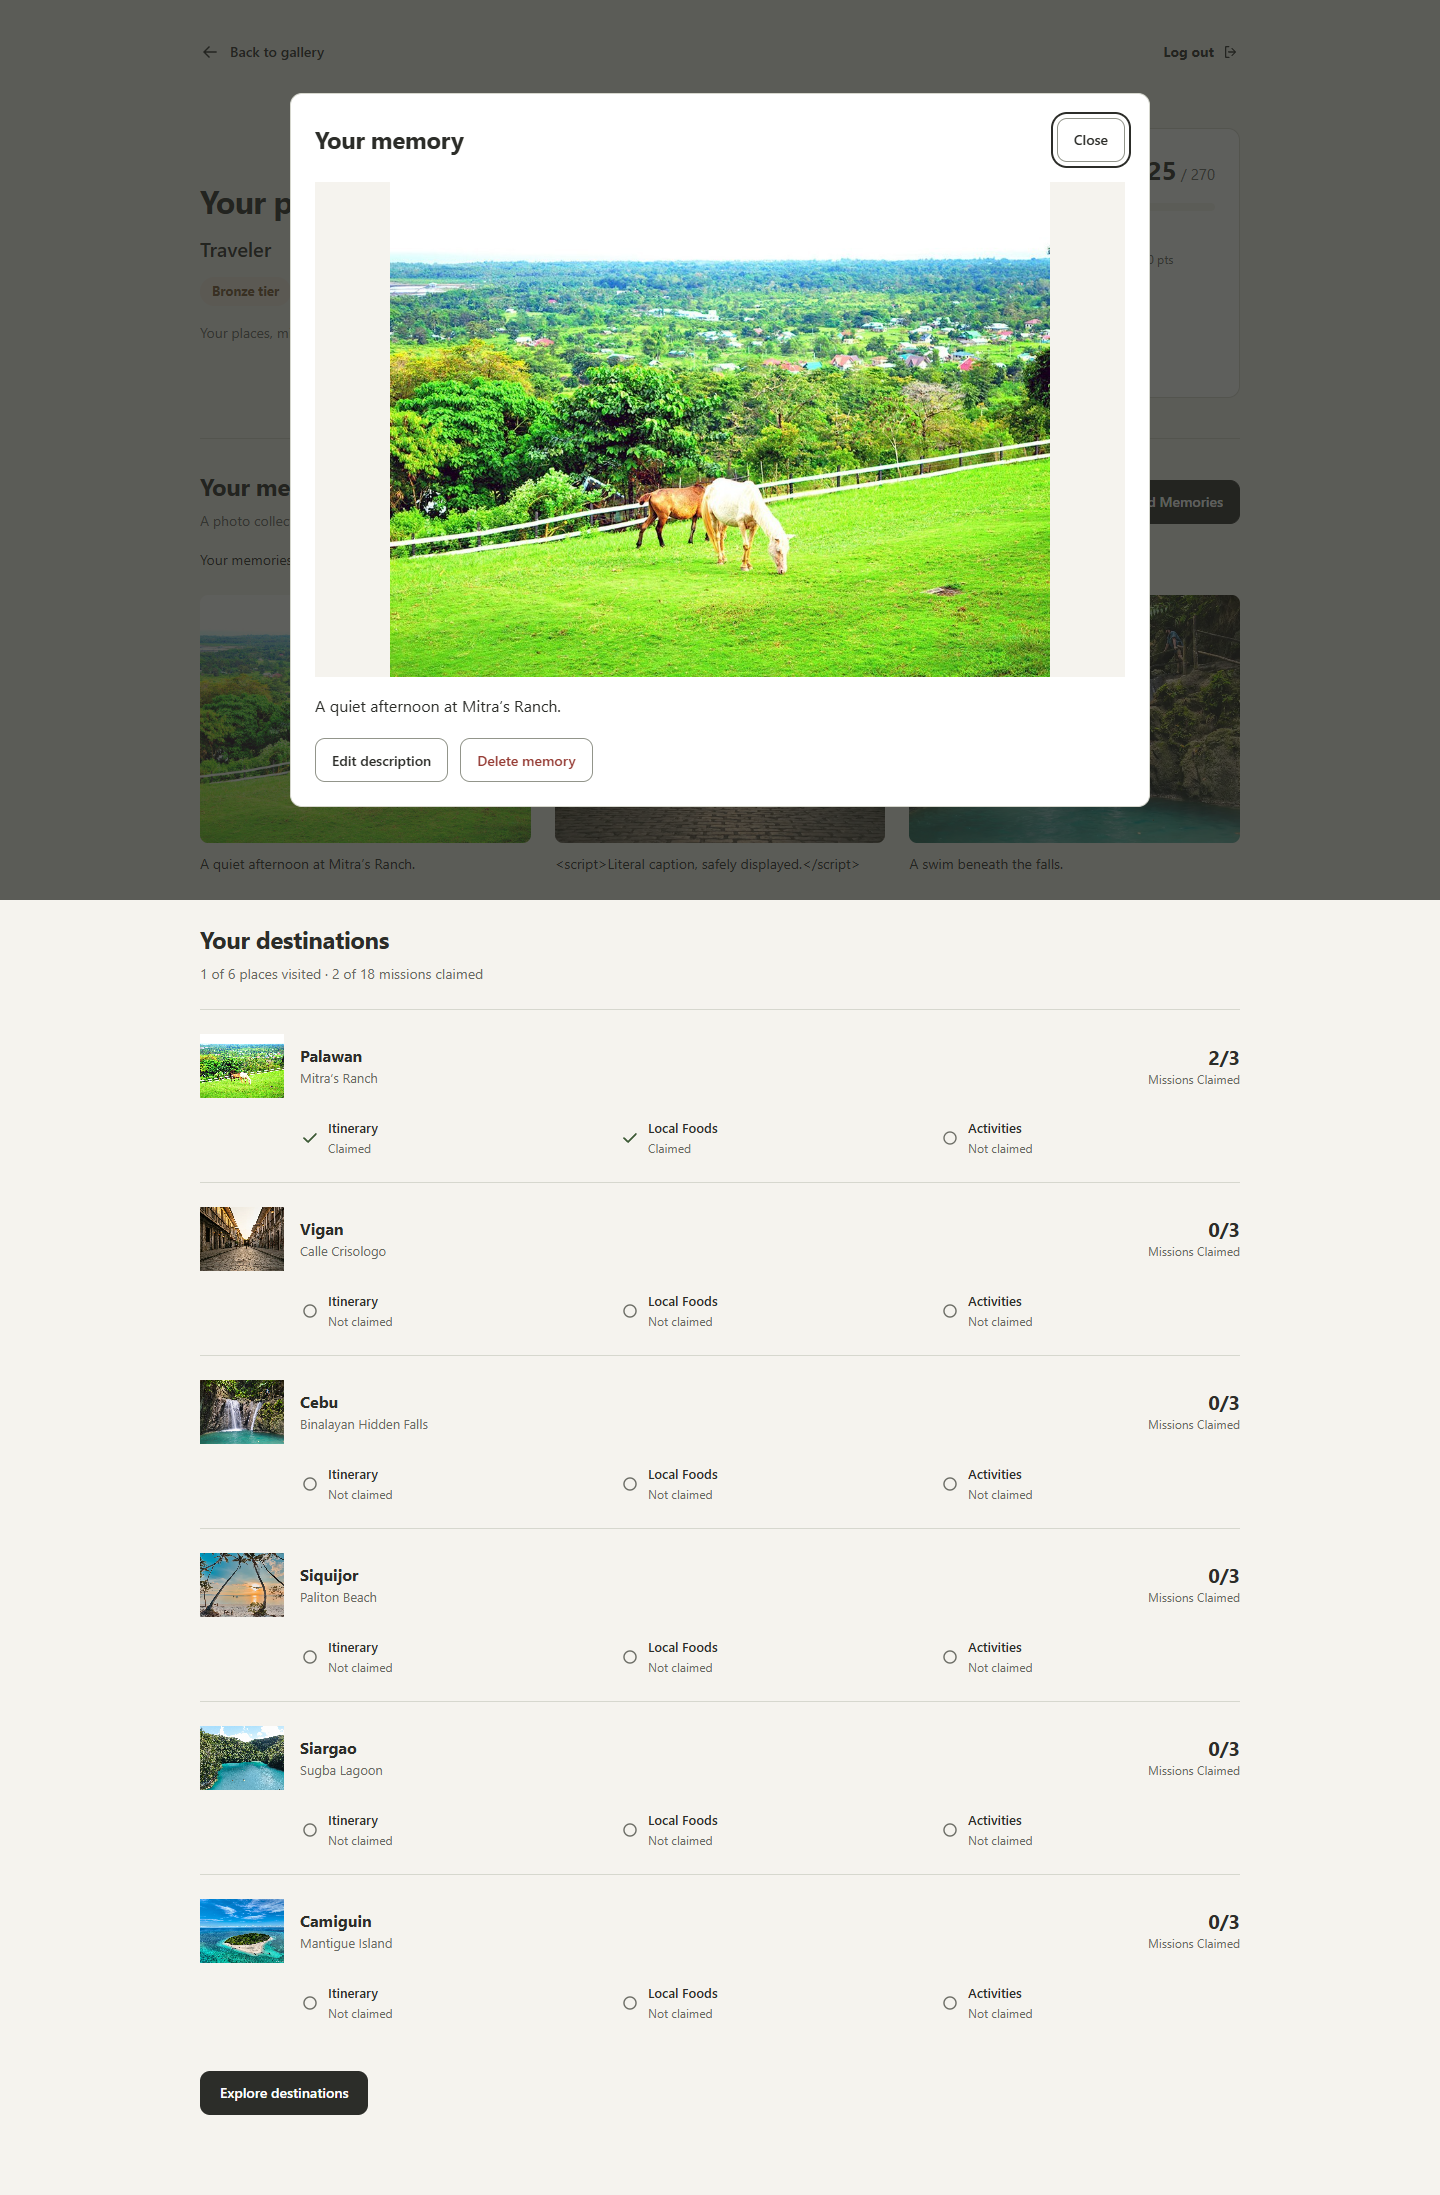 Back to gallery
Log out
Your memory
Close
25 / 270
Your p
Traveler
pts
Bronze tier
Your places, m
Your me
A photo collec
Memories
Your memories
A quiet afternoon at Mitra's Ranch.
Edit description
Delete memory
A quiet afternoon at Mitra's Ranch.
<script>Literal caption, safely displayed.</script>
A swim beneath the falls.
Your destinations
1 of 6 places visited · 2 of 18 missions claimed
Palawan
Mitra's Ranch
2/3
Missions Claimed
Itinerary
Claimed
Local Foods
Claimed
Activities
Not claimed
Vigan
Calle Crisologo
0/3
Missions Claimed
Itinerary
Not claimed
Local Foods
Not claimed
Activities
Not claimed
Cebu
Binalayan Hidden Falls
0/3
Missions Claimed
Itinerary
Not claimed
Local Foods
Not claimed
Activities
Not claimed
Siquijor
Paliton Beach
0/3
Missions Claimed
Itinerary
Not claimed
Local Foods
Not claimed
Activities
Not claimed
Siargao
Sugba Lagoon
0/3
Missions Claimed
Itinerary
Not claimed
Local Foods
Not claimed
Activities
Not claimed
Camiguin
Mantigue Island
0/3
Missions Claimed
Itinerary
Not claimed
Local Foods
Not claimed
Activities
Not claimed
Explore destinations